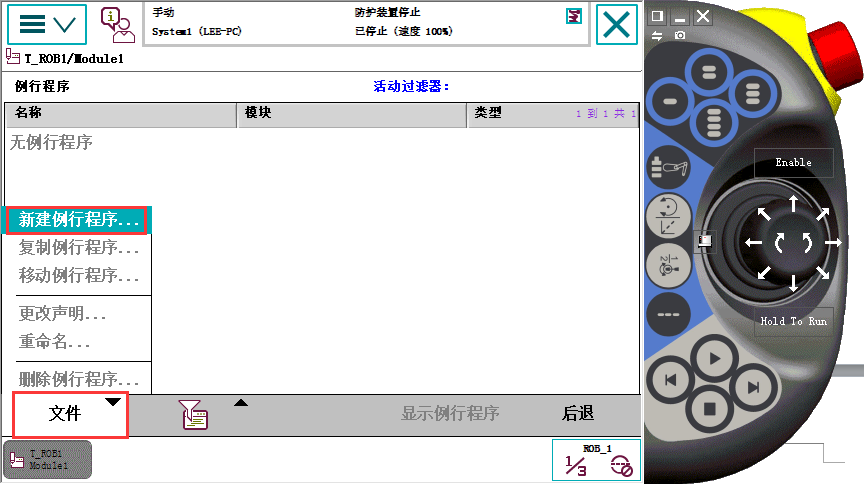 手动
防护装置停止
System1 (LEE-PC)
已停止 (速度 100%)
T_ROB1/Module1
例行程序
活动过滤器:
名称
模块
类型
1 到 1 共 1
无例行程序
新建例行程序...
复制例行程序...
移动例行程序...
更改声明...
重命名...
删除例行程序...
文件
显示例行程序
后退
T_ROB1
Module1
ROB_1
1/3
Enable
Hold To Run
1
2